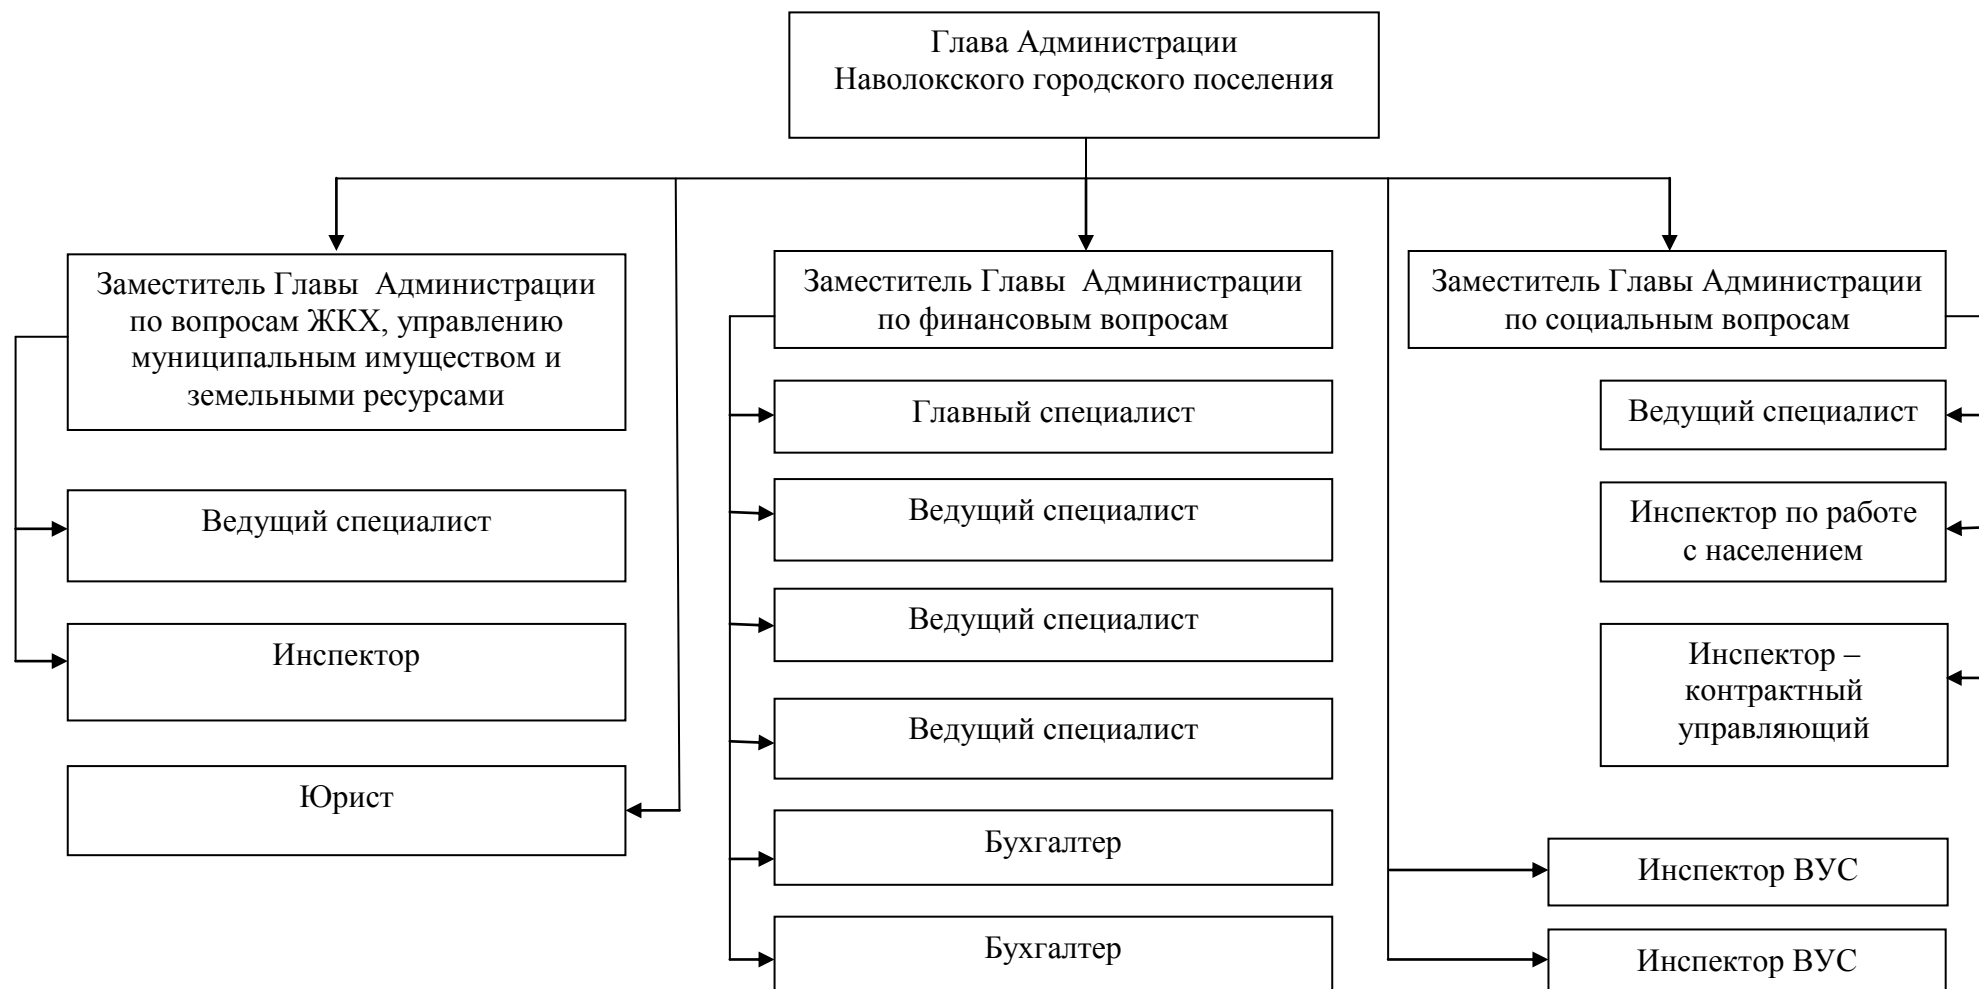 Глава Администрации
Наволокского городского поселения
Заместитель Главы Администрации
по вопросам ЖКХ, управлению
муниципальным имуществом и
земельными ресурсами
Ведущий специалист
Инспектор
Юрист
Заместитель Главы Администрации
по финансовым вопросам
Главный специалист
Ведущий специалист
Ведущий специалист
Ведущий специалист
Бухгалтер
Бухгалтер
Заместитель Главы Администрации
по социальным вопросам
Ведущий специалист
Инспектор по работе
с населением
Инспектор –
контрактный
управляющий
Инспектор ВУС
Инспектор ВУС